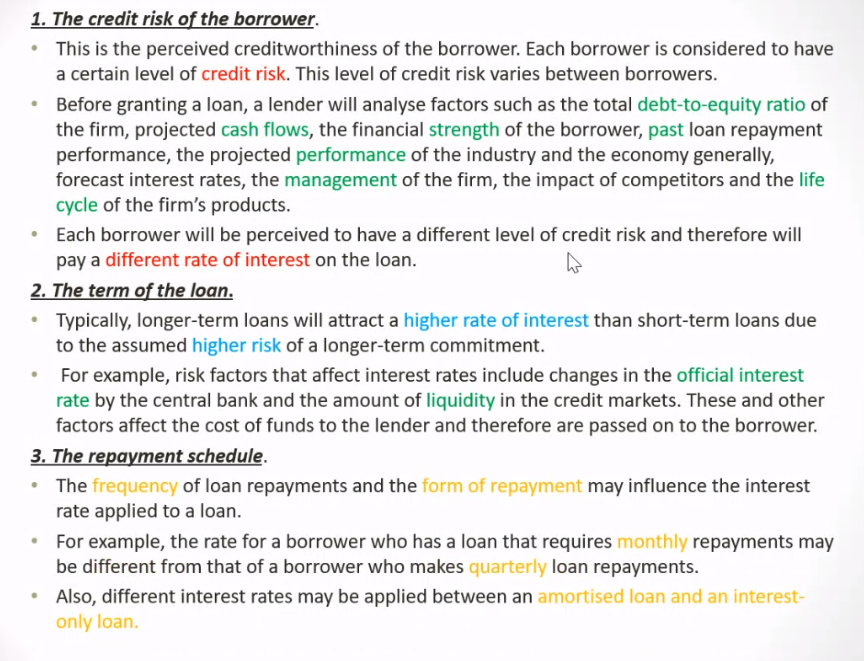 1. The credit risk of the borrower.
• This is the perceived creditworthiness of the borrower. Each borrower is considered to have
a certain level of credit risk. This level of credit risk varies between borrowers.
• Before granting a loan, a lender will analyse factors such as the total debt-to-equity ratio of
the firm, projected cash flows, the financial strength of the borrower, past loan repayment
performance, the projected performance of the industry and the economy generally,
forecast interest rates, the management of the firm, the impact of competitors and the life
cycle of the firm's products.
• Each borrower will be perceived to have a different level of credit risk and therefore will
pay a different rate of interest on the loan.
2. The term of the loan.
• Typically, longer-term loans will attract a higher rate of interest than short-term loans due
to the assumed higher risk of a longer-term commitment.
• For example, risk factors that affect interest rates include changes in the official interest
rate by the central bank and the amount of liquidity in the credit markets. These and other
factors affect the cost of funds to the lender and therefore are passed on to the borrower.
3. The repayment schedule.
• The frequency of loan repayments and the form of repayment may influence the interest
rate applied to a loan.
• For example, the rate for a borrower who has a loan that requires monthly repayments may
be different from that of a borrower who makes quarterly loan repayments.
• Also, different interest rates may be applied between an amortised loan and an interest-
only loan.